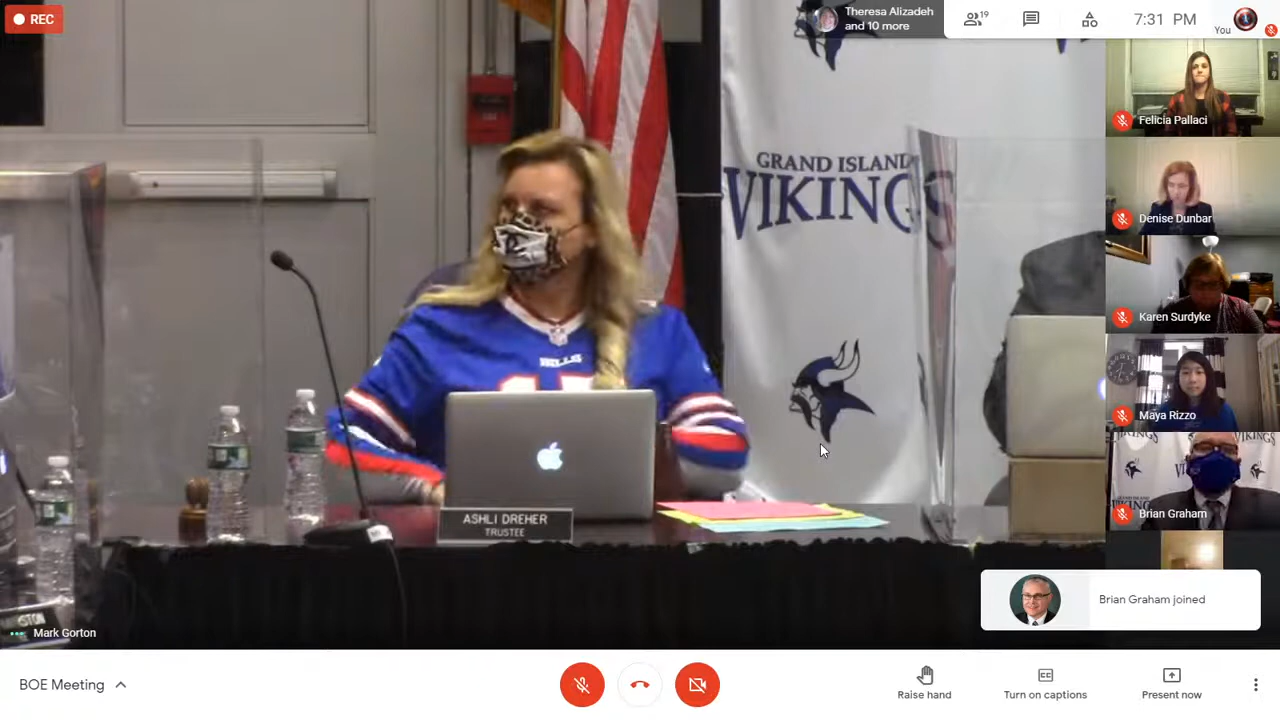 REC
Theresa Alizadeh
and 10 more
19
7:31 PM
You
Felicia Pallaci
GRAND ISLAND
VIKINGS
Denise Dunbar
Karen Surdyke
Maya Rizzo
BILLS
ASHLI DREHER
TRUSTEE
Brian Graham
Brian Graham joined
Mark Gorton
BOE Meeting
Raise hand
Turn on captions
Present now